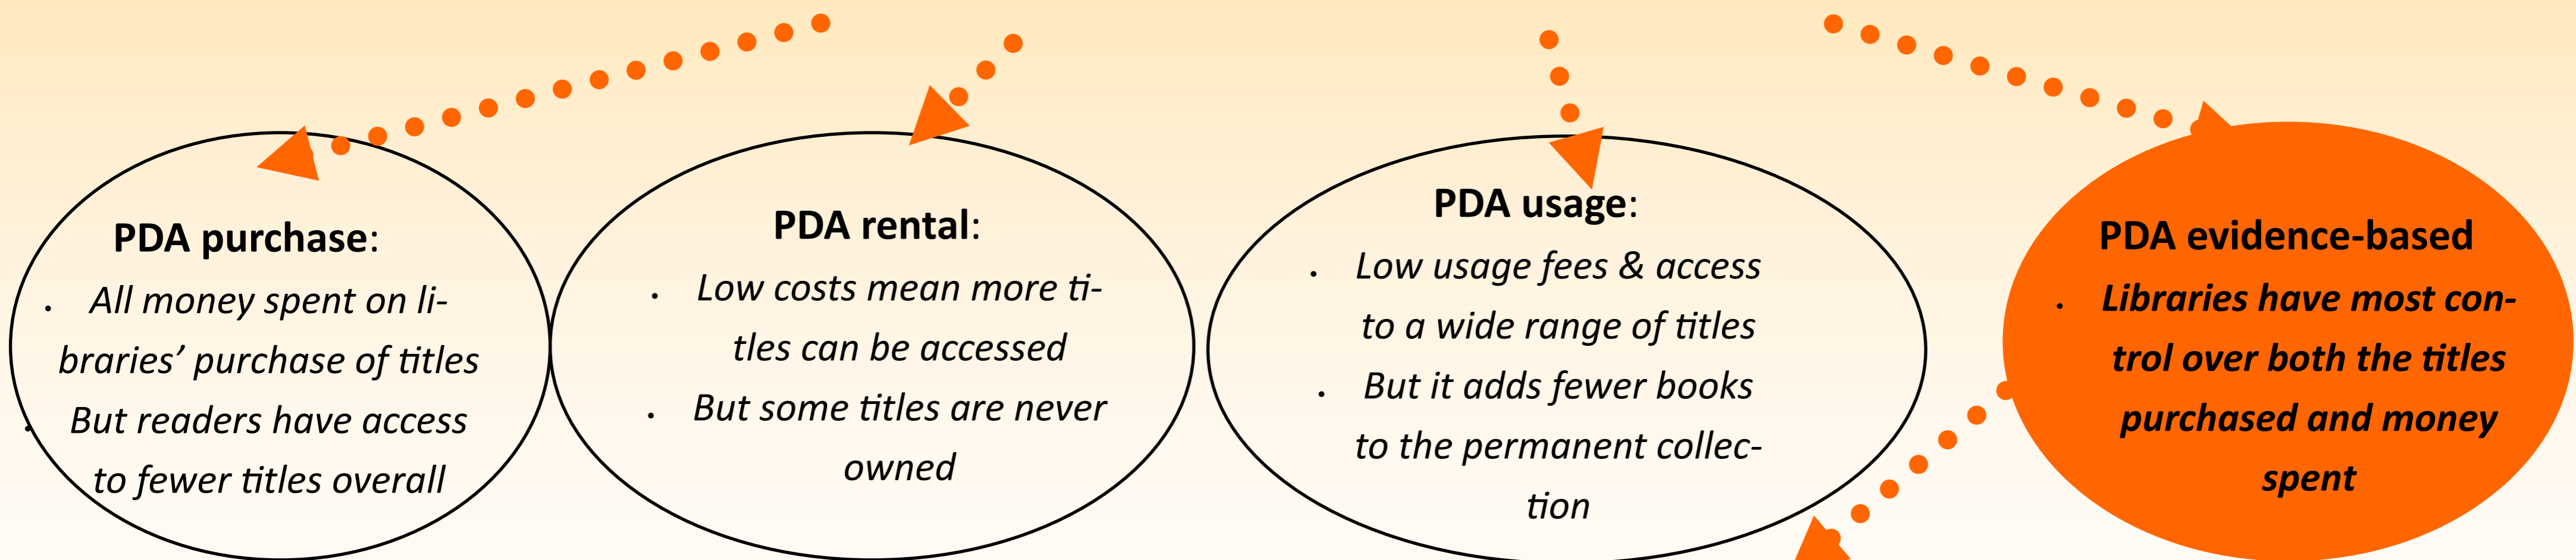 PDA purchase:
• All money spent on li-
braries’ purchase of titles
• But readers have access
to fewer titles overall
PDA rental:
• Low costs mean more ti-
tles can be accessed
• But some titles are never
owned
PDA usage:
• Low usage fees & access
to a wide range of titles
• But it adds fewer books
to the permanent collec-
tion
PDA evidence-based
• Libraries have most con-
trol over both the titles
purchased and money
spent